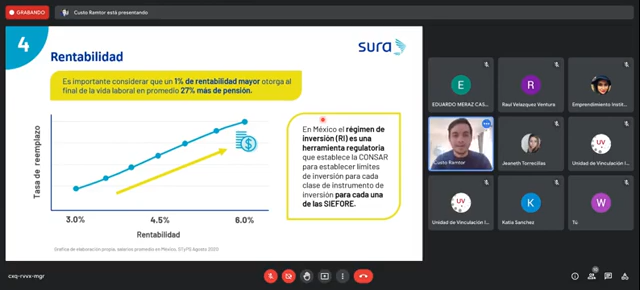 GRABANDO
Custo Ramtor está presentando
4
Rentabilidad
sura
Es importante considerar que un 1% de rentabilidad mayor otorga al
final de la vida laboral en promedio 27% más de pensión.
Tasa de reemplazo
3.0%
4.5%
6.0%
Rentabilidad
$
En México el régimen de
inversión (RI) es una
herramienta regulatoria
que establece la CONSAR
para establecer límites
de inversión para cada
clase de instrumento de
inversión para cada una
de las SIEFORE.
Gráfica de elaboración propia, salarios promedio en México, STyPS Agosto 2020
E
EDUARDO MERAZ CAS...
R
Raul Velazquez Ventura
Emprendimiento Instit...
Custo Ramtor
Jeaneth Torrecillas
UV
Unidad de Vinculación I...
UV
Unidad de Vinculación I...
K
Katia Sanchez
W
Tú
cxq-rvvx-mgr